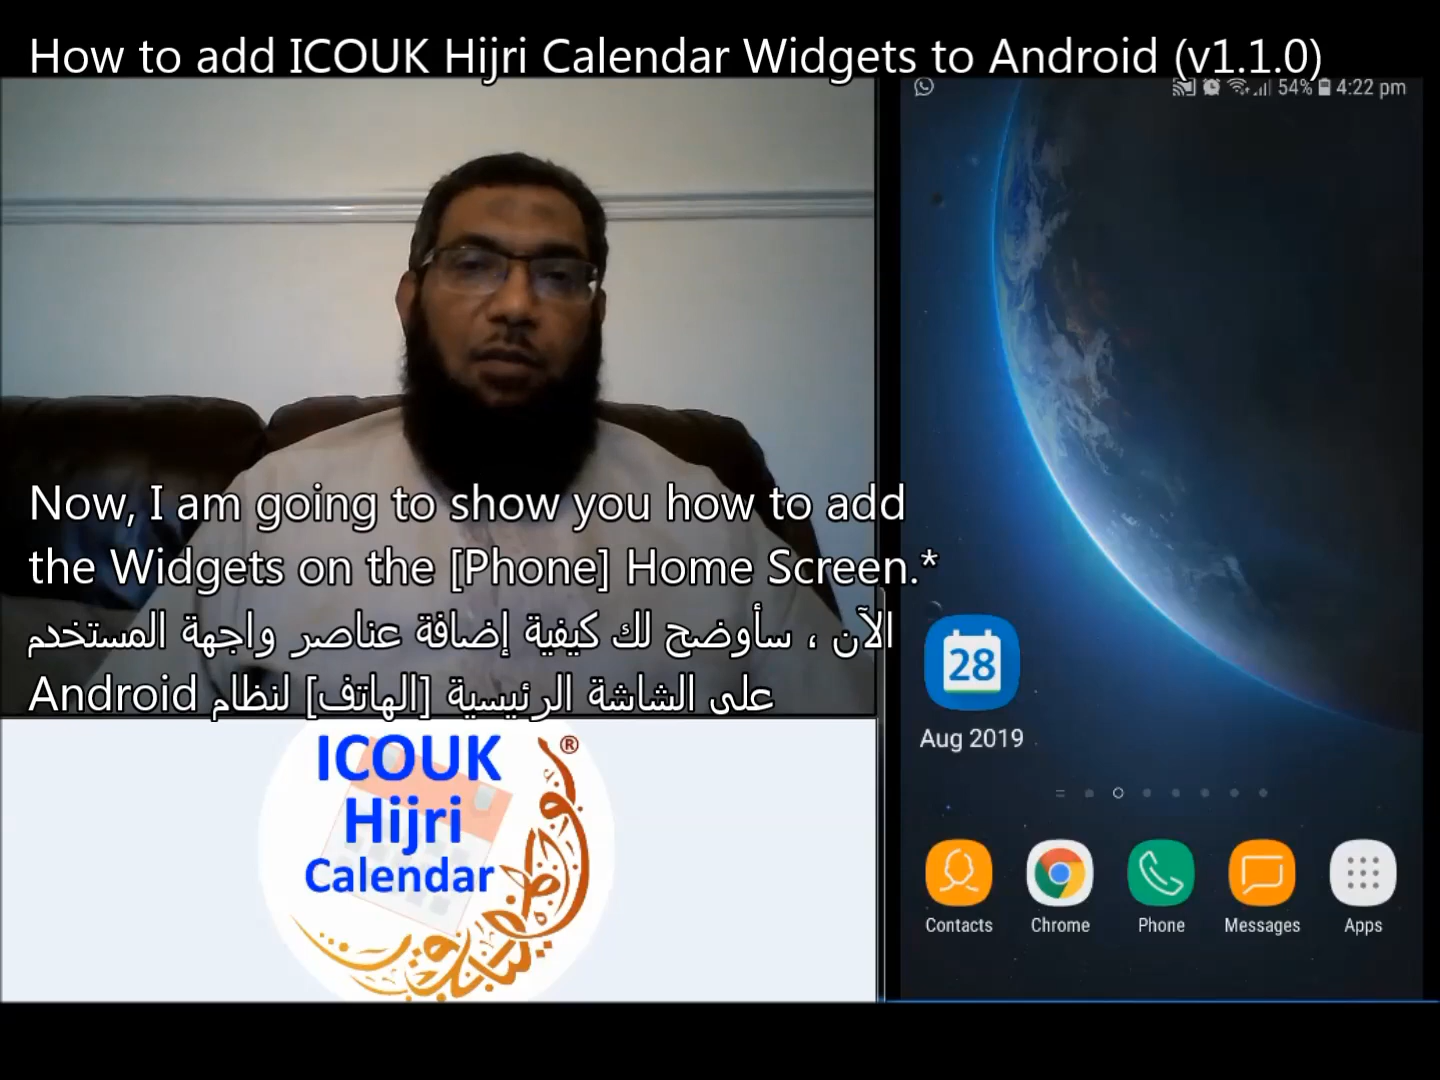 How to add ICOUK Hijri Calendar Widgets to Android (v1.1.0)
54% 4:22 pm
Now, I am going to show you how to add
the Widgets on the [Phone] Home Screen.*
الآن ، سأوضح لك كيفية إضافة عناصر واجهة المستخدم
على الشاشة الرئيسية [الهاتف] لنظام Android
28
Aug 2019
ICOUK
Hijri
Calendar
®
Contacts Chrome Phone Messages Apps